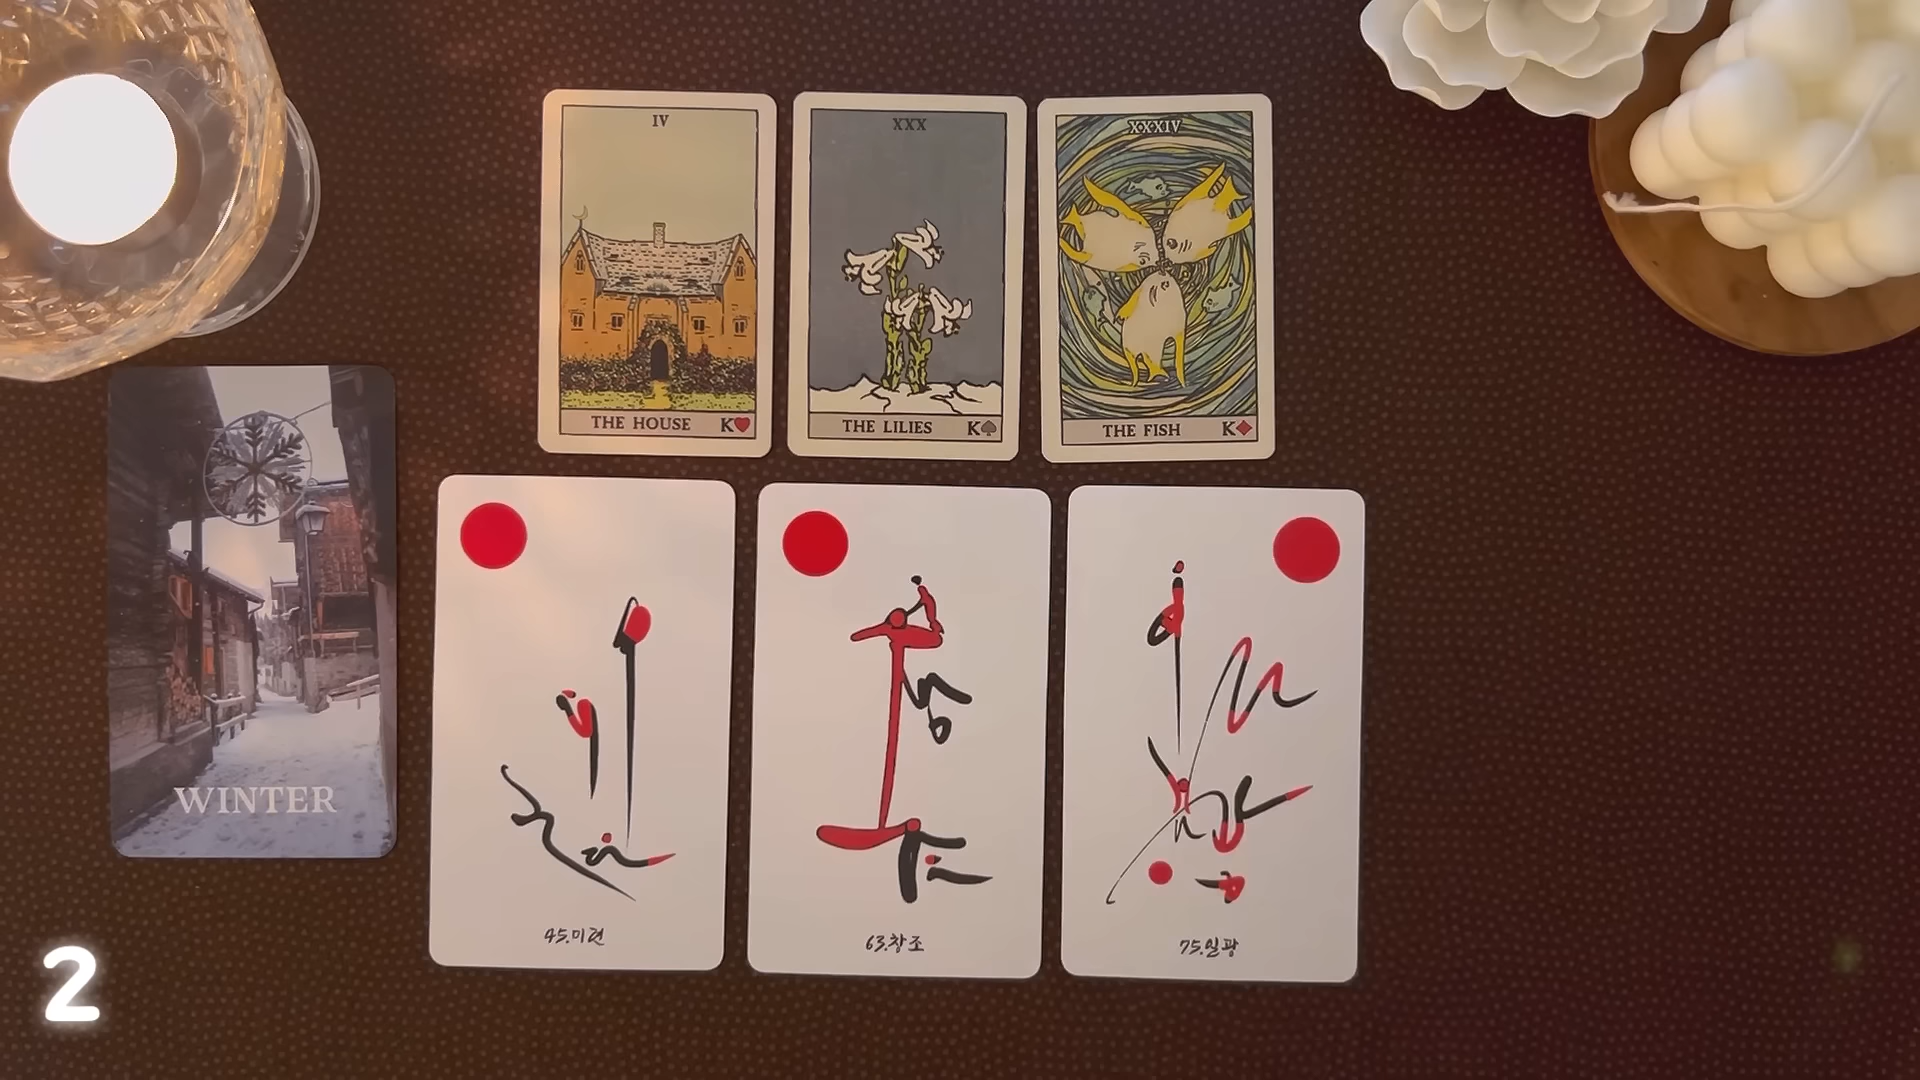 IV
THE HOUSE K♥
XXX
THE LILIES K♠
XXXIV
THE FISH K♦
WINTER
45.미련
63.창조
75.일광
2